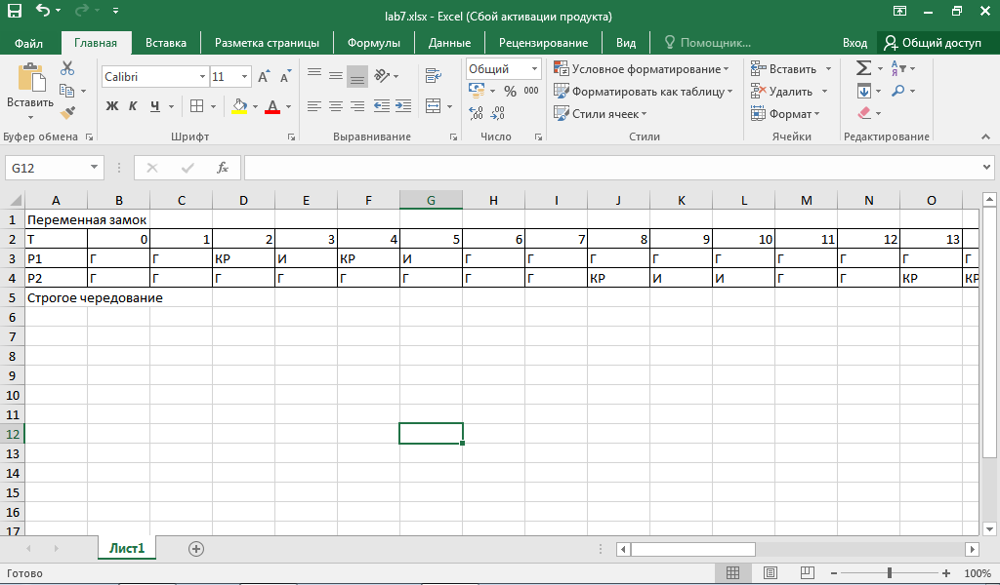 lab7.xlsx - Excel (Сбой активации продукта)
Файл Главная Вставка Разметка страницы Формулы Данные Рецензирование Вид Помощник... Вход Общий доступ
Calibri 11 Общий Условное форматирование Вставить Σ
Вставить Ж К Ч А % 000 Форматировать как таблицу Удалить
Стили ячеек Формат
Буфер обмена Шрифт Выравнивание Число Стили Ячейки Редактирование
G12 fx
A B C D E F G H I J K L M N O
1 Переменная замок
2 T 0 1 2 3 4 5 6 7 8 9 10 11 12 13
3 P1 Г Г КР И КР И Г Г Г Г Г Г Г Г Г
4 P2 Г Г Г Г Г Г Г Г КР И И Г Г КР КР
5 Строгое чередование
6
7
8
9
10
11
12
13
14
15
16
17
Лист1
Готово 100%